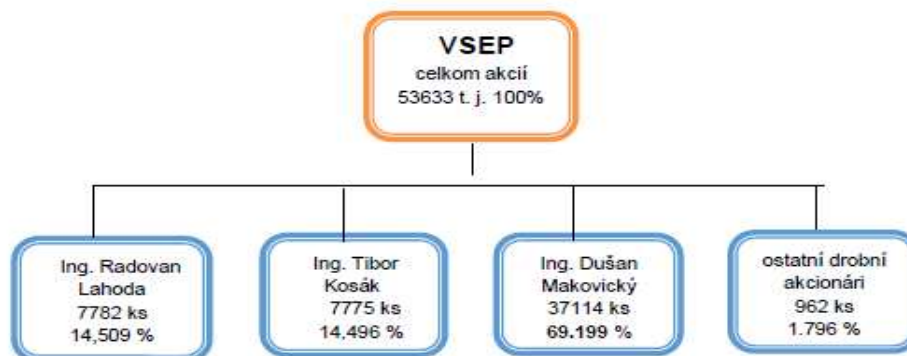 VSEP
celkom akcií
53633 t. j. 100%
Ing. Radovan
Lahoda
7782 ks
14,509 %
Ing. Tibor
Kosák
7775 ks
14,496 %
Ing. Dušan
Makovický
37114 ks
69.199 %
ostatní drobní
akcionári
962 ks
1.796 %